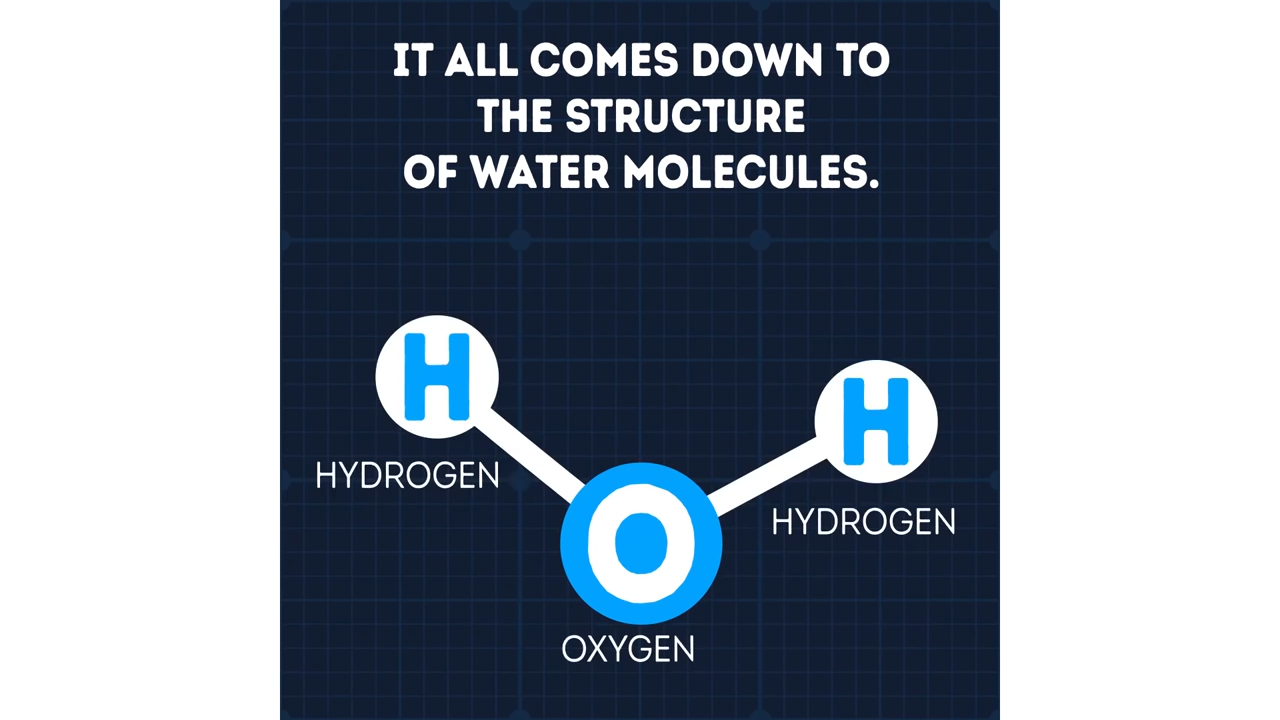 IT ALL COMES DOWN TO
THE STRUCTURE
OF WATER MOLECULES.
H
H
HYDROGEN
HYDROGEN
O
OXYGEN